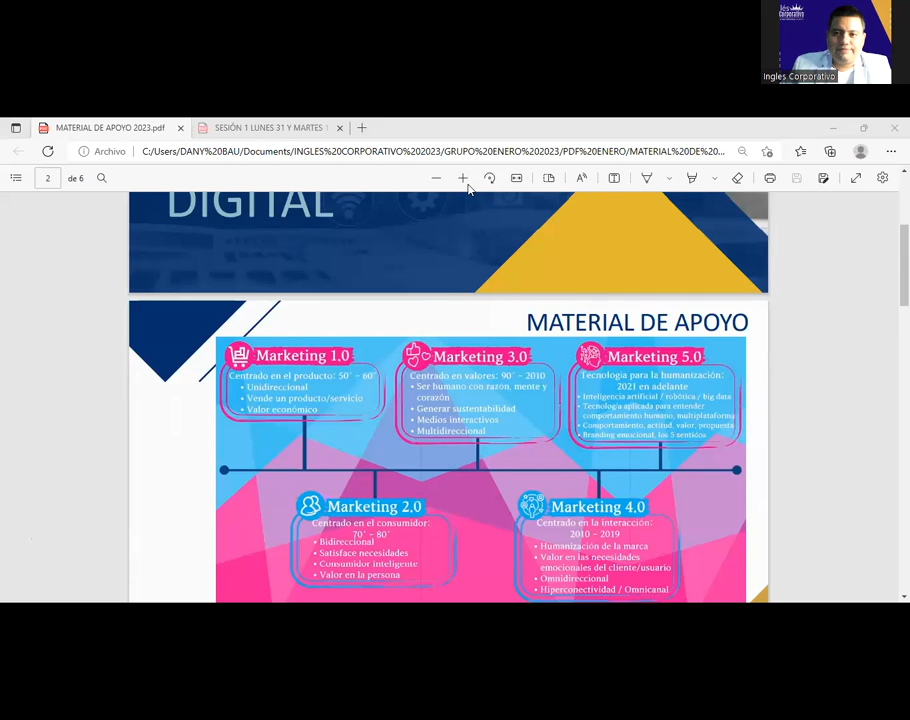 lés
Corporativo
Ingles Corporativo
MATERIAL DE APOYO 2023.pdf
SESIÓN 1 LUNES 31 Y MARTES
Archivo
C:/Users/DANY%20BAU/Documents/INGLES%20CORPORATIVO%202023/GRUPO%20ENERO%202023/PDF%20ENERO/MATERIAL%20DE%20...
2
de 6
DIGITAL
MATERIAL DE APOYO
Marketing 1.0
Centrado en el producto: 50´ - 60´
• Unidireccional
• Vende un producto/servicio
• Valor económico
Marketing 3.0
Centrado en valores: 90´ - 2010
• Ser humano con razón, mente y
corazón
• Generar sustentabilidad
• Medios interactivos
• Multidireccional
Marketing 5.0
Tecnología para la humanización:
2021 en adelante
• Inteligencia artificial / robótica / big data
• Tecnología aplicada para entender
comportamiento humano, multiplataforma
• Comportamiento, actitud, valor, propuesta
• Branding emocional, los 5 sentidos
Marketing 2.0
Centrado en el consumidor:
70´ - 80´
• Bidireccional
• Satisface necesidades
• Consumidor inteligente
• Valor en la persona
Marketing 4.0
Centrado en la interacción:
2010 - 2019
• Humanización de la marca
• Valor en las necesidades
emocionales del cliente/usuario
• Omnidireccional
• Hiperconectividad / Omnicanal